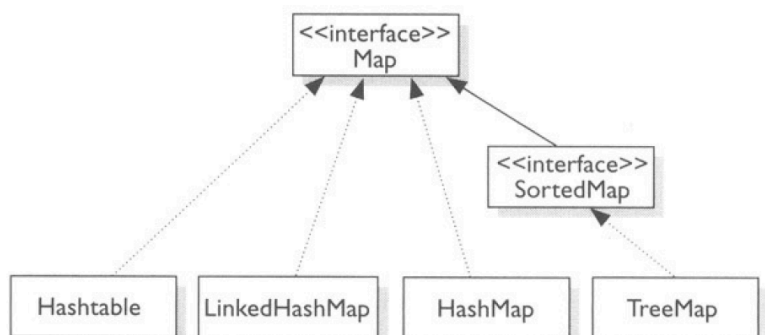 <<interface>>
Map
<<interface>>
SortedMap
Hashtable
LinkedHashMap
HashMap
TreeMap